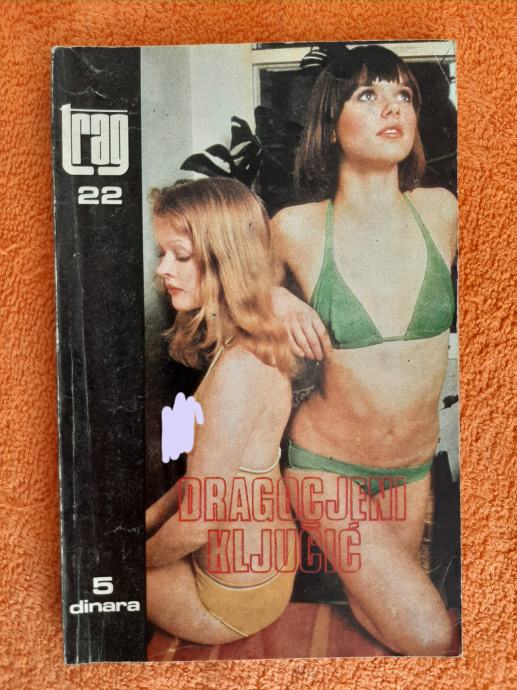 trag
22
DRAGOCJENI
KLJUČIĆ
5
dinara